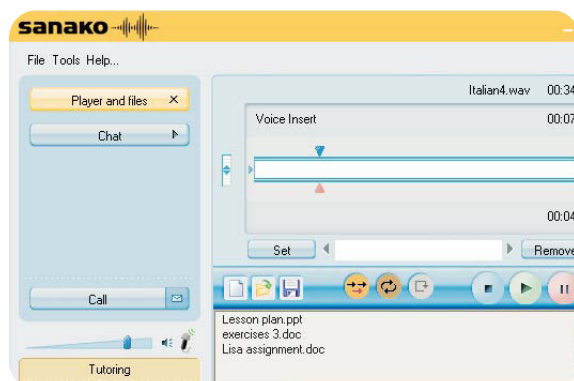 sanako
File Tools Help...
Player and files
Chat
Call
Tutoring
Italian4.wav 00:34
Voice Insert 00:07
00:04
Set
Remove
Lesson plan.ppt
exercises 3.doc
Lisa assignment.doc